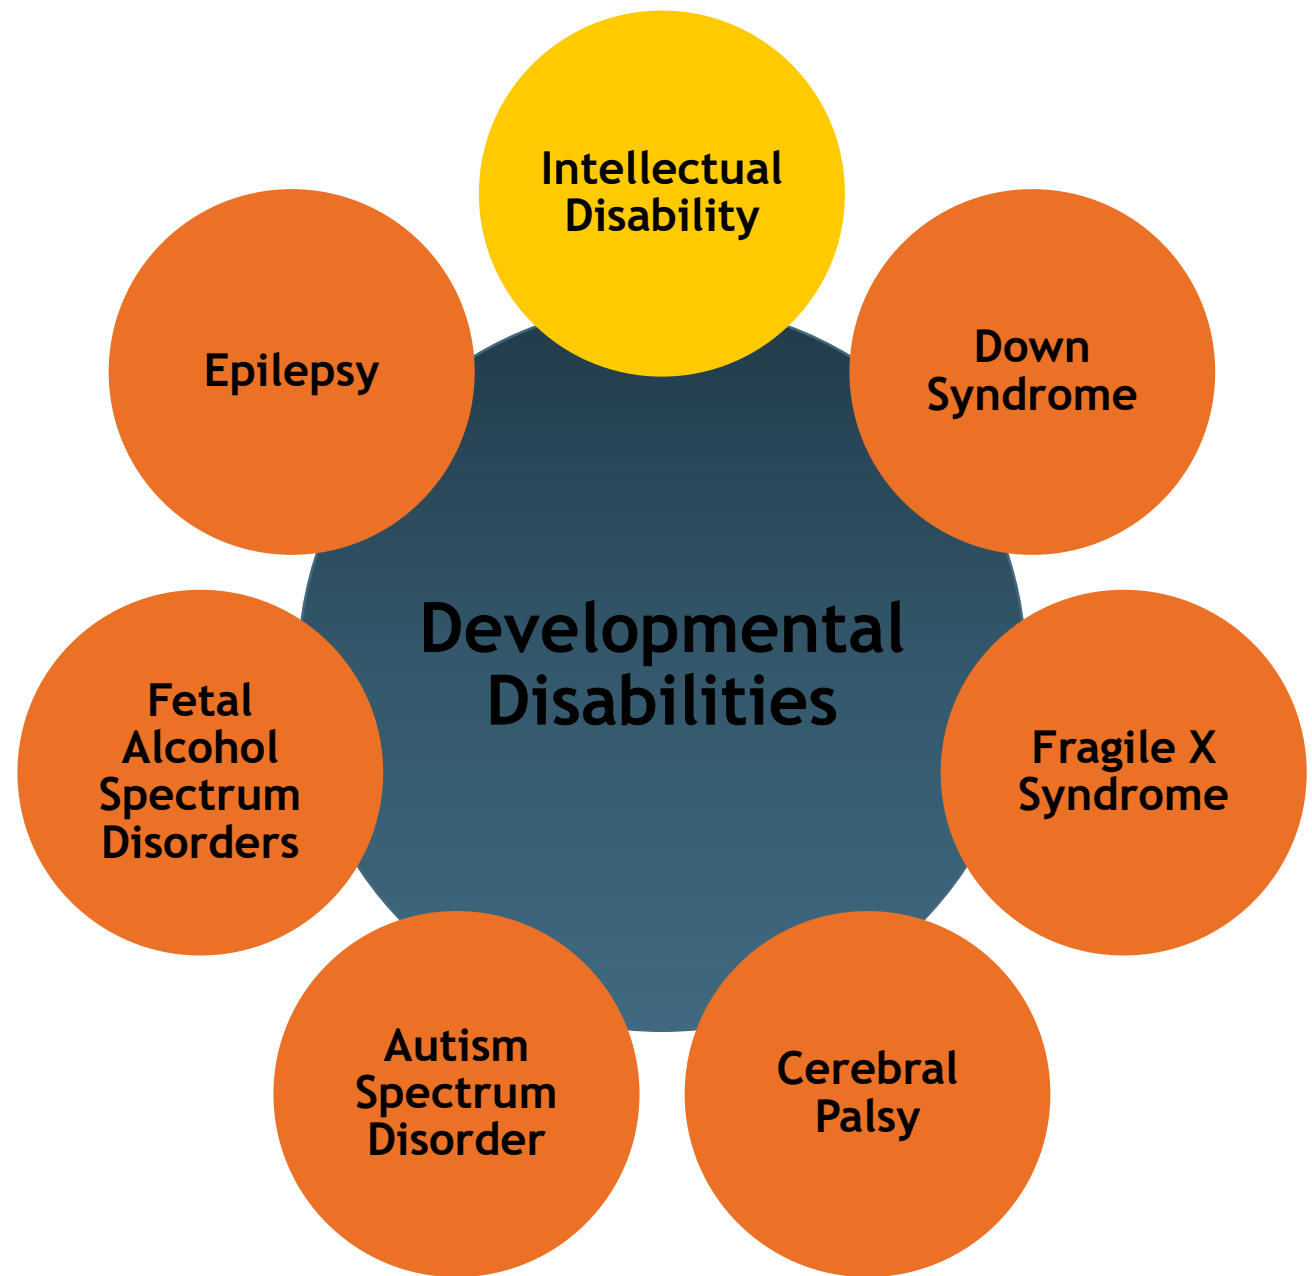 Intellectual
Disability
Down
Syndrome
Fragile X
Syndrome
Cerebral
Palsy
Autism
Spectrum
Disorder
Fetal
Alcohol
Spectrum
Disorders
Epilepsy
Developmental
Disabilities